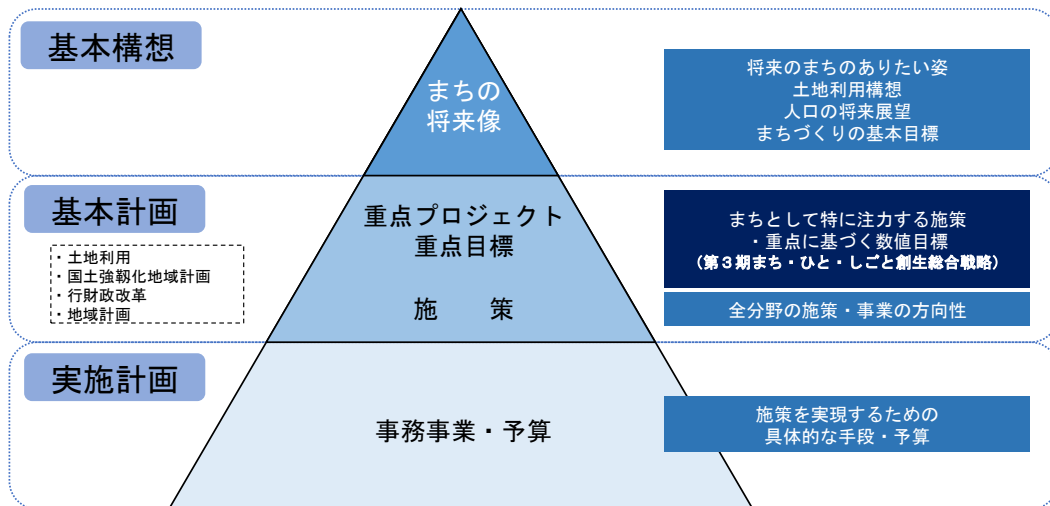 基本構想
まちの
将来像
将来のまちのありたい姿
土地利用構想
人口の将来展望
まちづくりの基本目標
基本計画
・土地利用
・国土強靱化地域計画
・行財政改革
・地域計画
重点プロジェクト
重点目標
施　　策
まちとして特に注力する施策
・重点に基づく数値目標
(第３期まち・ひと・しごと創生総合戦略)
全分野の施策・事業の方向性
実施計画
事務事業・予算
施策を実現するための
具体的な手段・予算